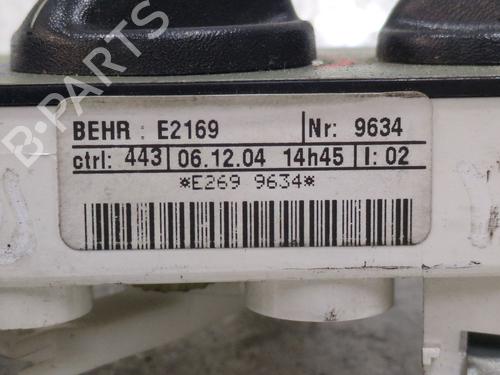 BEHR : E2169 Nr: 9634
ctrl: 443 06.12.04 14h45 I: 02
*E269 9634*
B-PARTS